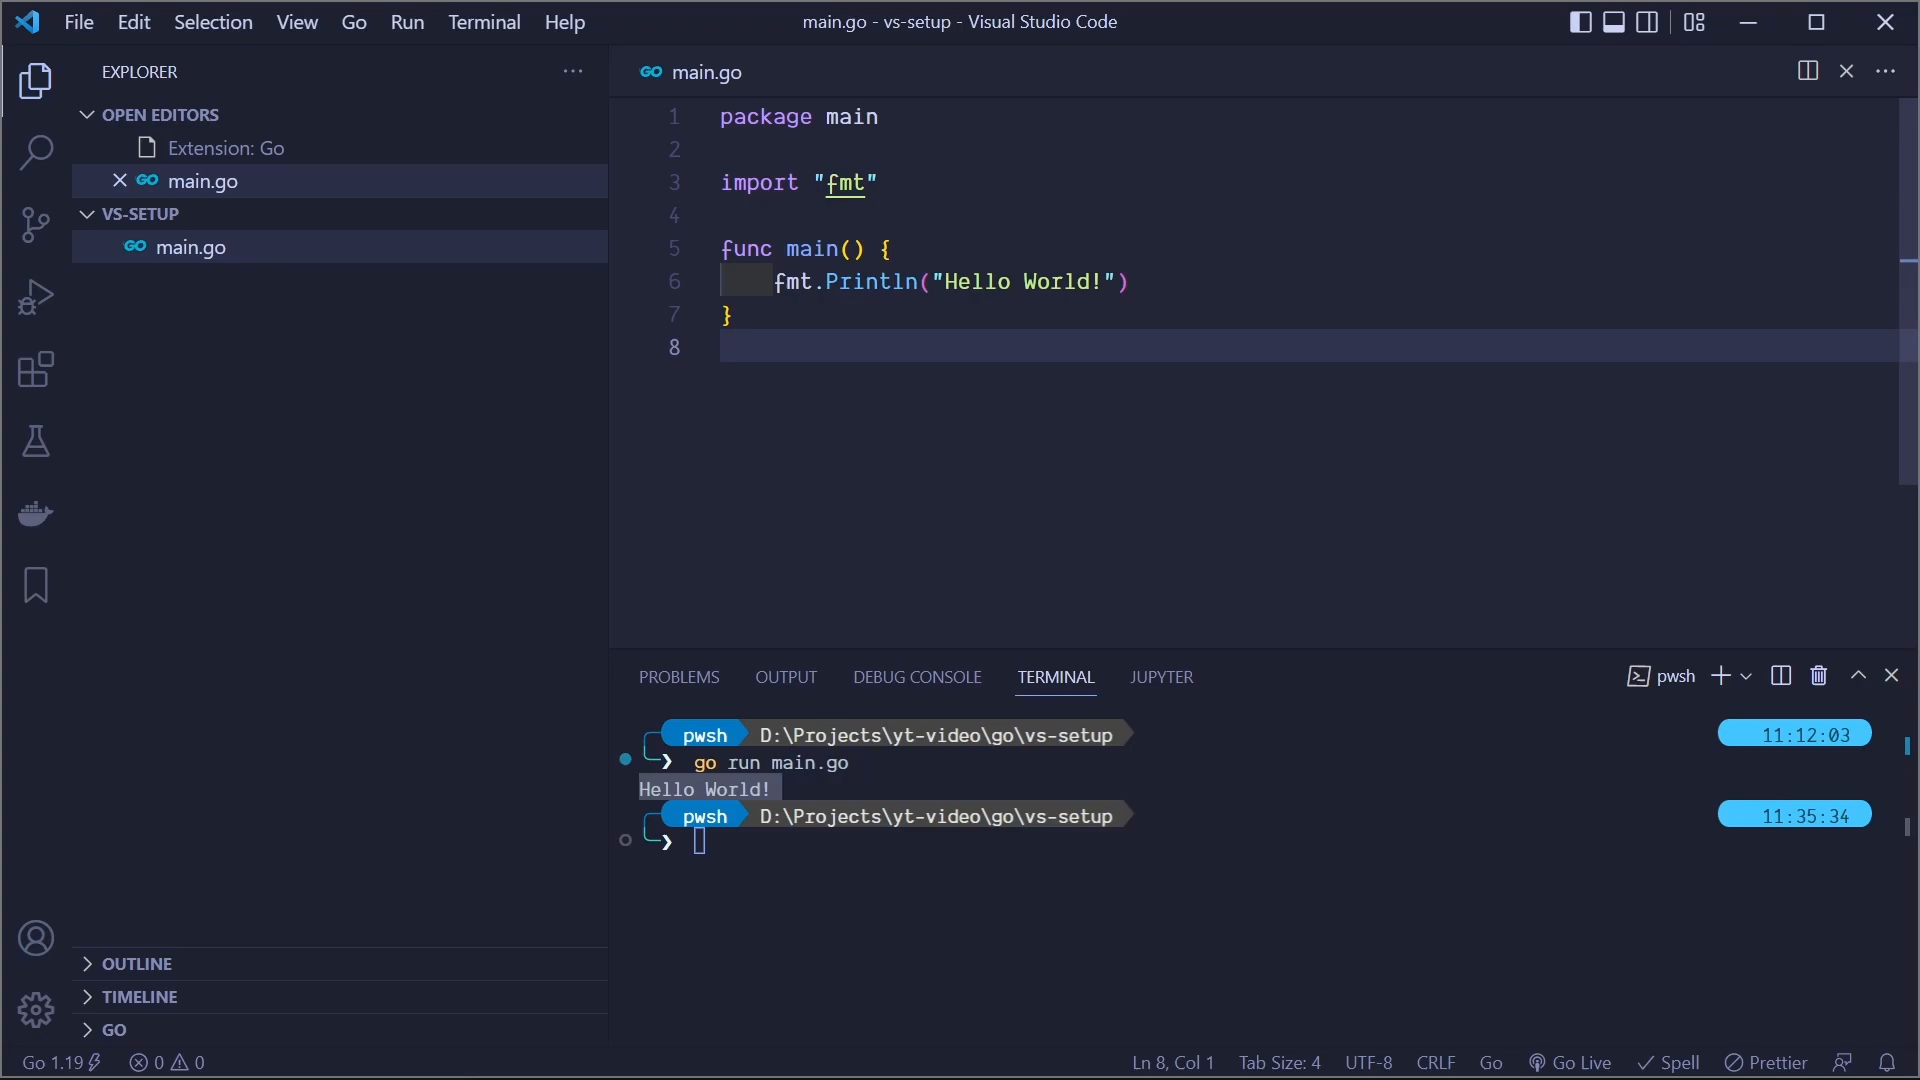 File Edit Selection View Go Run Terminal Help
main.go - vs-setup - Visual Studio Code
EXPLORER
OPEN EDITORS
Extension: Go
GO main.go
VS-SETUP
GO main.go
OUTLINE
TIMELINE
GO
GO main.go
1 package main
2
3 import "fmt"
4
5 func main() {
6 fmt.Println("Hello World!")
7 }
8
PROBLEMS OUTPUT DEBUG CONSOLE TERMINAL JUPYTER
pwsh
pwsh D:\Projects\yt-video\go\vs-setup 11:12:03
❯ go run main.go
Hello World!
pwsh D:\Projects\yt-video\go\vs-setup 11:35:34
❯
Go 1.19 0 0 Ln 8, Col 1 Tab Size: 4 UTF-8 CRLF Go Go Live Spell Prettier